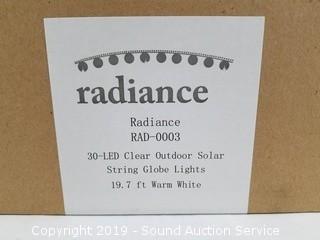 radiance
Radiance
RAD-0003
30-LED Clear Outdoor Solar
String Globe Lights
19.7 ft Warm White
Copyright 2019 - Sound Auction Service